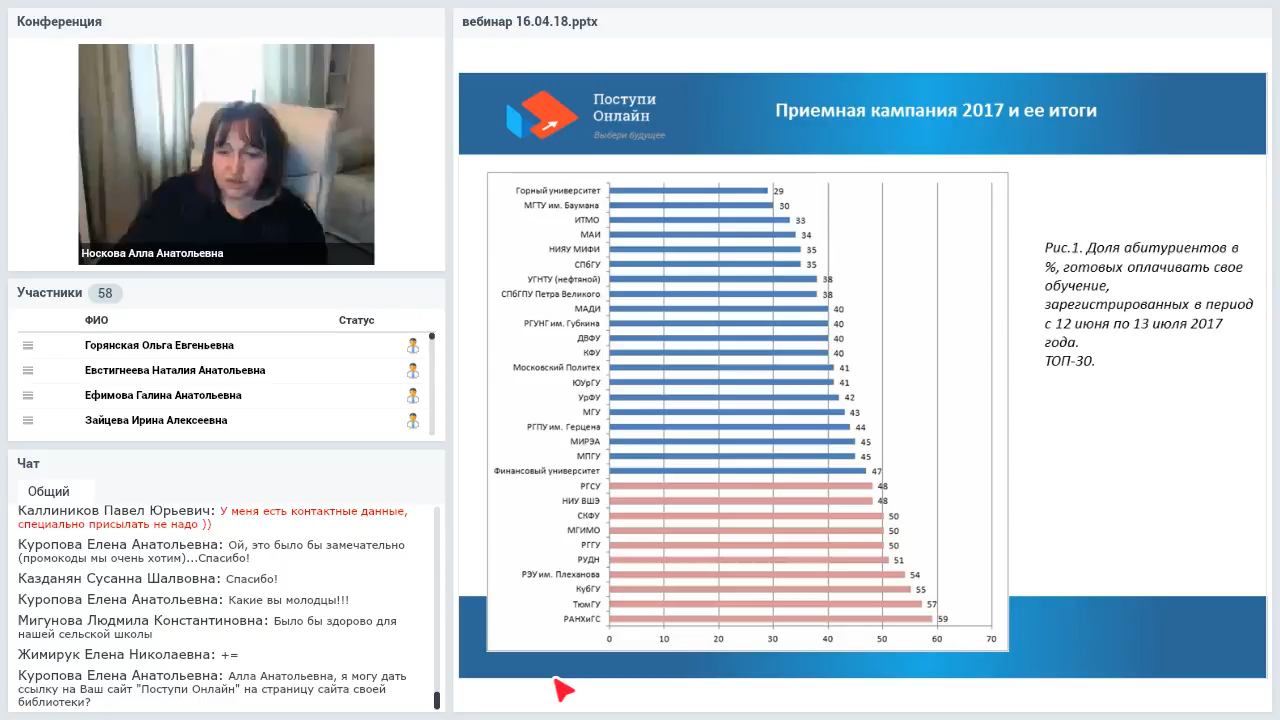 Конференция
Носкова Алла Анатольевна
Участники 58
ФИО Статус
Горянская Ольга Евгеньевна
Евстигнеева Наталия Анатольевна
Ефимова Галина Анатольевна
Зайцева Ирина Алексеевна
Чат
Общий
Каллиников Павел Юрьевич: У меня есть контактные данные,
специально присылать не надо ))
Куропова Елена Анатольевна: Ой, это было бы замечательно
(промокоды мы очень хотим)...Спасибо!
Казданян Сусанна Шалвовна: Спасибо!
Куропова Елена Анатольевна: Какие вы молодцы!!!
Мигунова Людмила Константиновна: Было бы здорово для
нашей сельской школы
Жимирук Елена Николаевна: +=
Куропова Елена Анатольевна: Алла Анатольевна, я могу дать
ссылку на Ваш сайт "Поступи Онлайн" на страницу сайта своей
библиотеки?
вебинар 16.04.18.pptx
Поступи
Онлайн
Выбери будущее
Приемная кампания 2017 и ее итоги
Горный университет 29
МГТУ им. Баумана 30
ИТМО 33
МАИ 34
НИЯУ МИФИ 35
СПбГУ 35
УГНТУ (нефтяной) 38
СПбГПУ Петра Великого 38
МАДИ 40
РГУНГ им. Губкина 40
ДВФУ 40
КФУ 40
Московский Политех 41
ЮУрГУ 41
УрФУ 42
МГУ 43
РГПУ им. Герцена 44
МИРЭА 45
МПГУ 45
Финансовый университет 47
РГСУ 48
НИУ ВШЭ 48
СКФУ 50
МГИМО 50
РГГУ 50
РУДН 51
РЭУ им. Плеханова 54
КубГУ 55
ТюмГУ 57
РАНХиГС 59
0 10 20 30 40 50 60 70
Рис.1. Доля абитуриентов в
%, готовых оплачивать свое
обучение,
зарегистрированных в период
с 12 июня по 13 июля 2017
года.
ТОП-30.